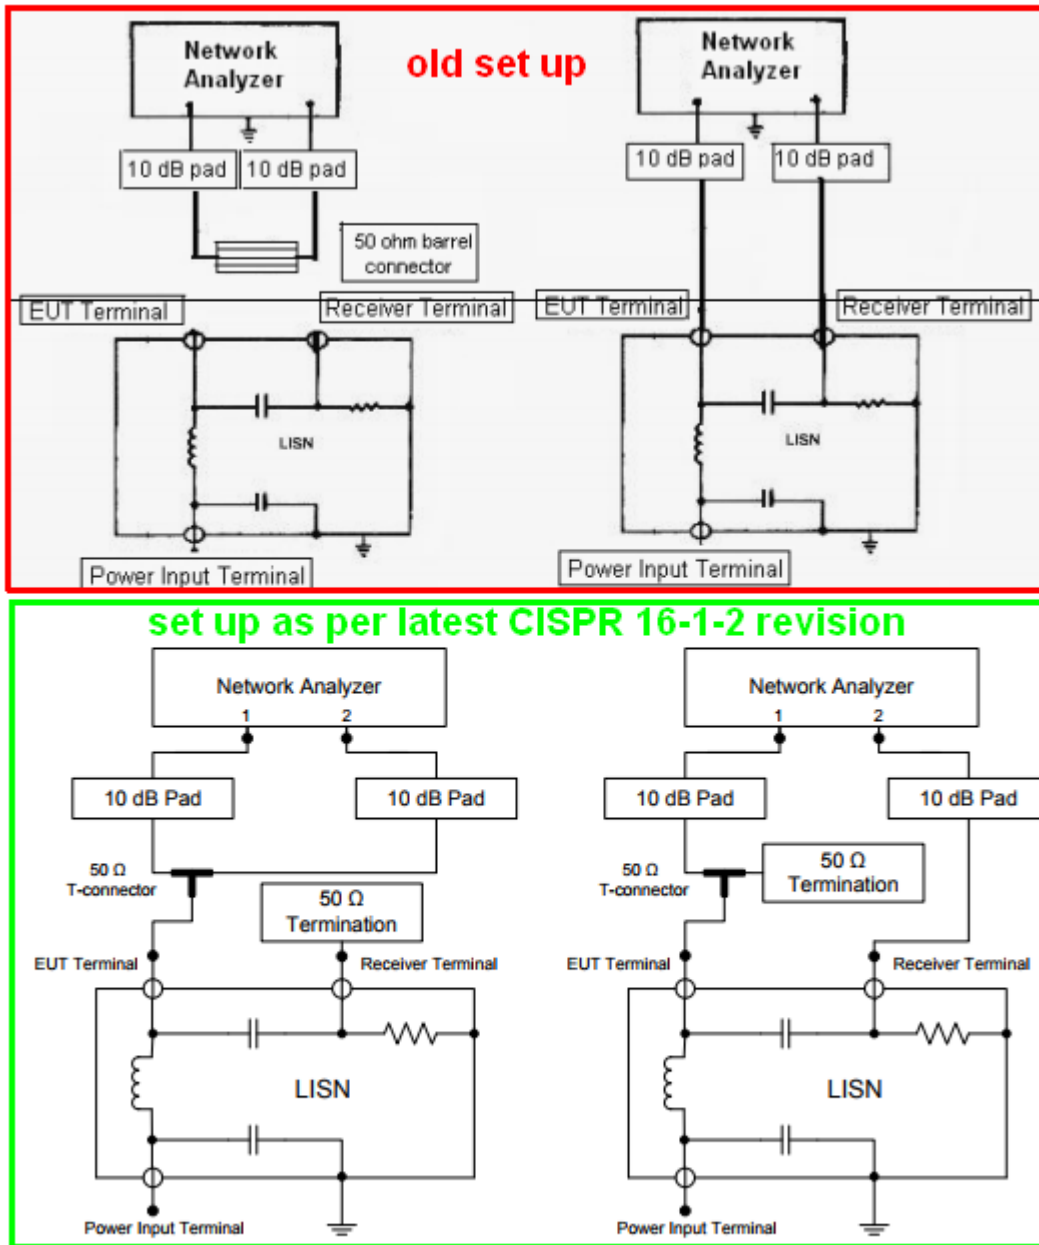 old set up
Network
Analyzer
10 dB pad
10 dB pad
50 ohm barrel
connector
EUT Terminal
Receiver Terminal
LISN
Power Input Terminal
Network
Analyzer
10 dB pad
10 dB pad
EUT Terminal
Receiver Terminal
LISN
Power Input Terminal
set up as per latest CISPR 16-1-2 revision
Network Analyzer
1 2
10 dB Pad
10 dB Pad
50 Ω
T-connector
50 Ω
Termination
EUT Terminal
Receiver Terminal
LISN
Power Input Terminal
Network Analyzer
1 2
10 dB Pad
10 dB Pad
50 Ω
T-connector
50 Ω
Termination
EUT Terminal
Receiver Terminal
LISN
Power Input Terminal